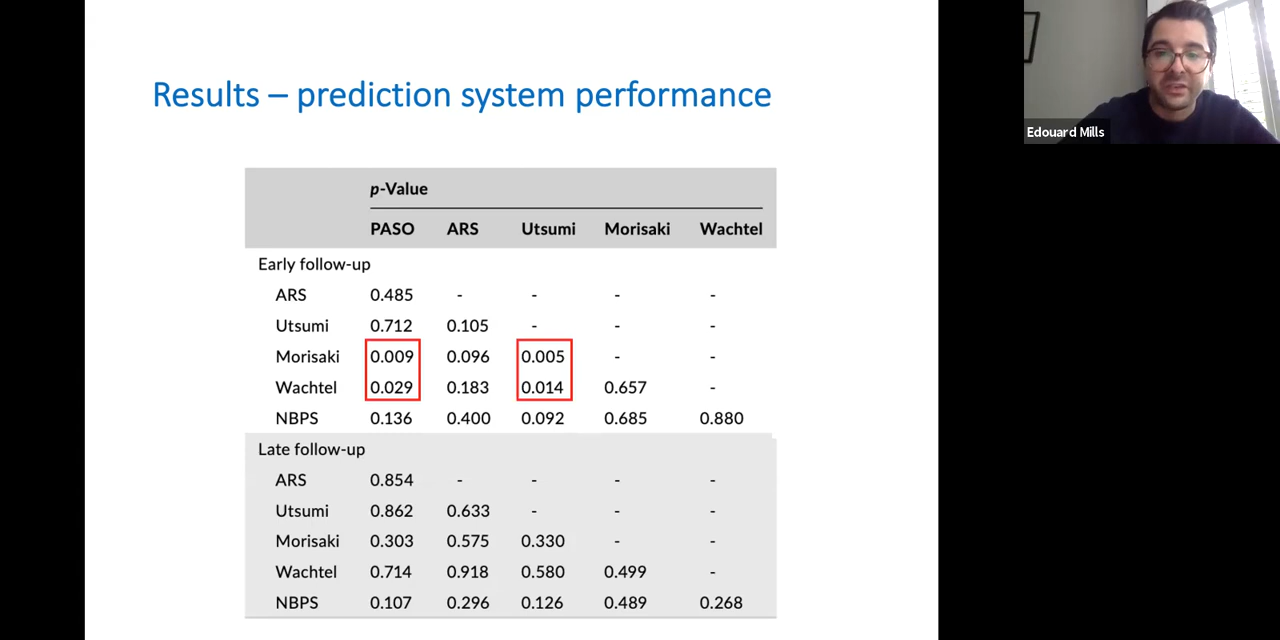 Results – prediction system performance
Edouard Mills
p-Value
PASO ARS Utsumi Morisaki Wachtel
Early follow-up
ARS 0.485 - - - -
Utsumi 0.712 0.105 - - -
Morisaki 0.009 0.096 0.005 - -
Wachtel 0.029 0.183 0.014 0.657 -
NBPS 0.136 0.400 0.092 0.685 0.880
Late follow-up
ARS 0.854 - - - -
Utsumi 0.862 0.633 - - -
Morisaki 0.303 0.575 0.330 - -
Wachtel 0.714 0.918 0.580 0.499 -
NBPS 0.107 0.296 0.126 0.489 0.268